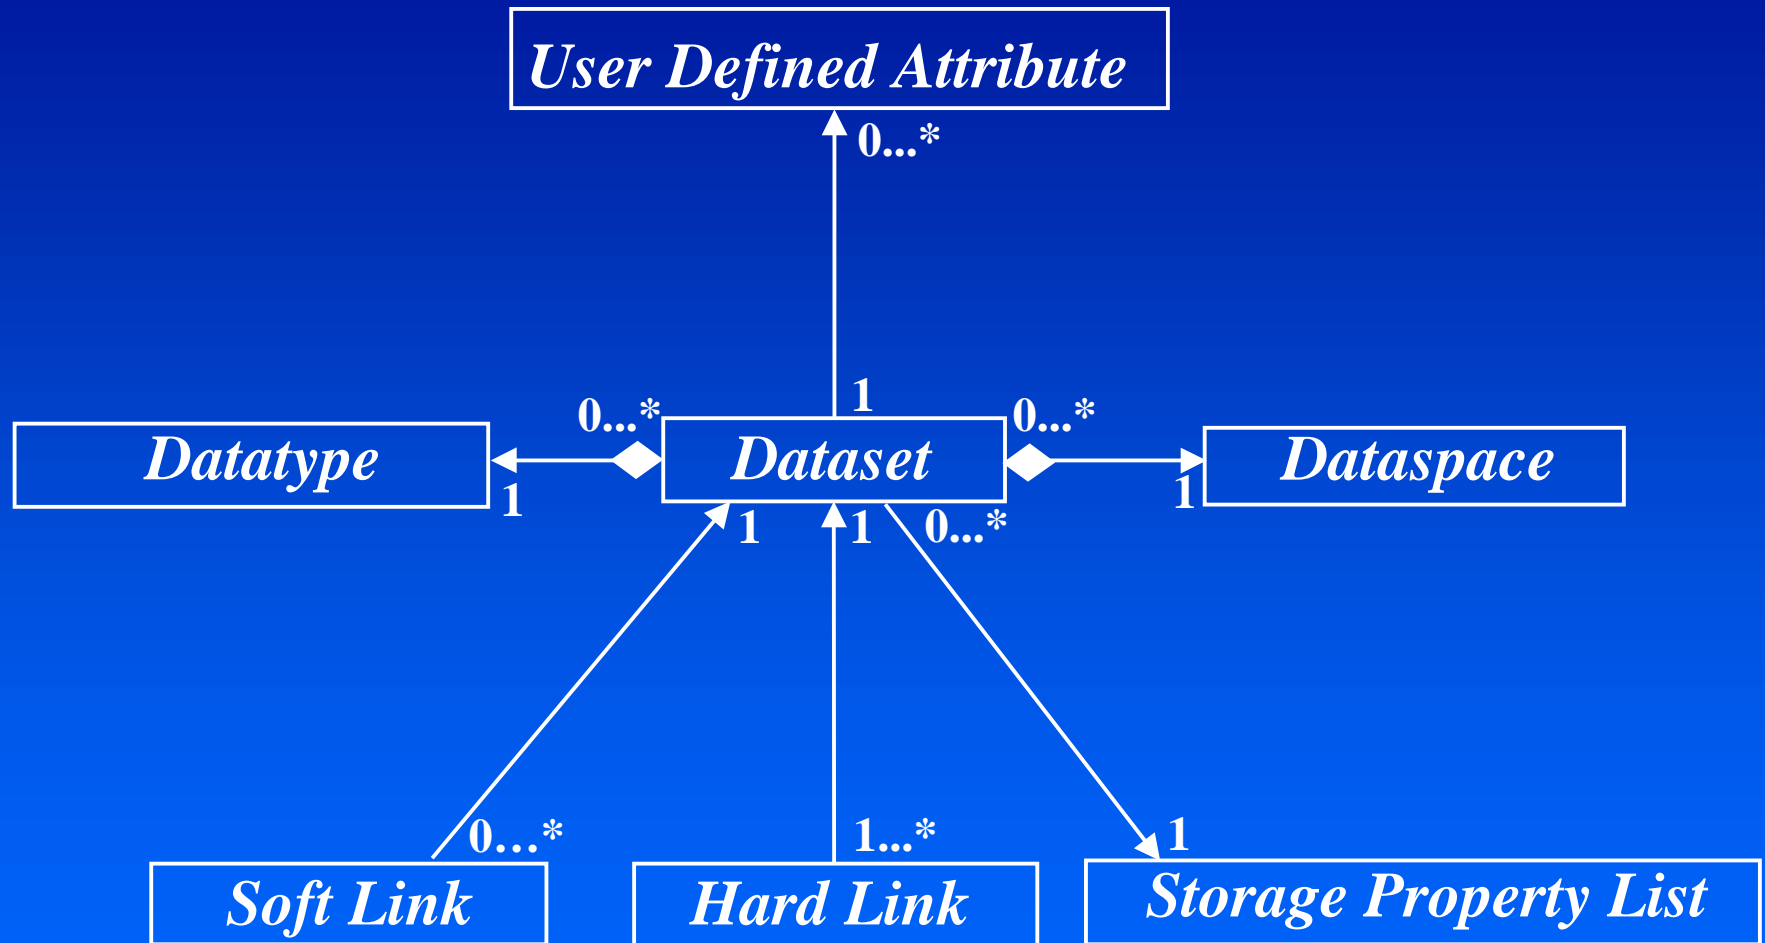 User Defined Attribute
0...*
1
0...*
0...*
Datatype
Dataset
Dataspace
1
1
1
1
0...*
0...*
1...*
1
Soft Link
Hard Link
Storage Property List